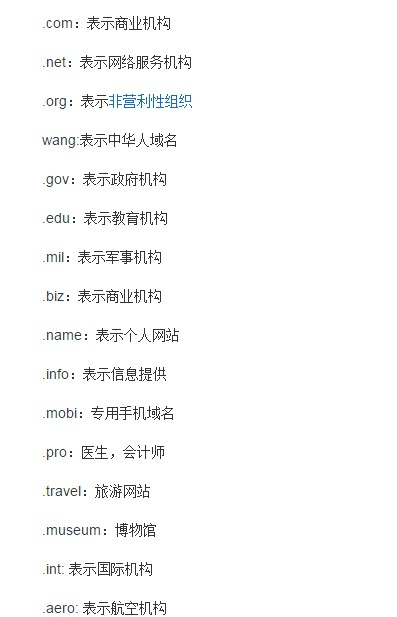 .com：表示商业机构
.net：表示网络服务机构
.org：表示非营利性组织
wang:表示中华人域名
.gov：表示政府机构
.edu：表示教育机构
.mil：表示军事机构
.biz：表示商业机构
.name：表示个人网站
.info：表示信息提供
.mobi：专用手机域名
.pro：医生，会计师
.travel：旅游网站
.museum：博物馆
.int: 表示国际机构
.aero: 表示航空机构